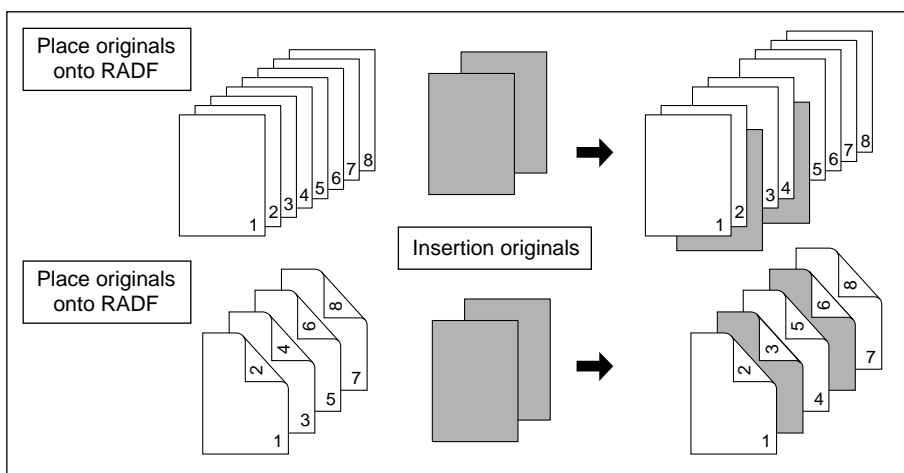 Place originals
onto RADF
1 2 3 4 5 6 7 8
1 2 3 4 5 6 7 8
Insertion originals
Place originals
onto RADF
1 2 3 4 5 6 7 8
1 2 3 4 5 6 7 8